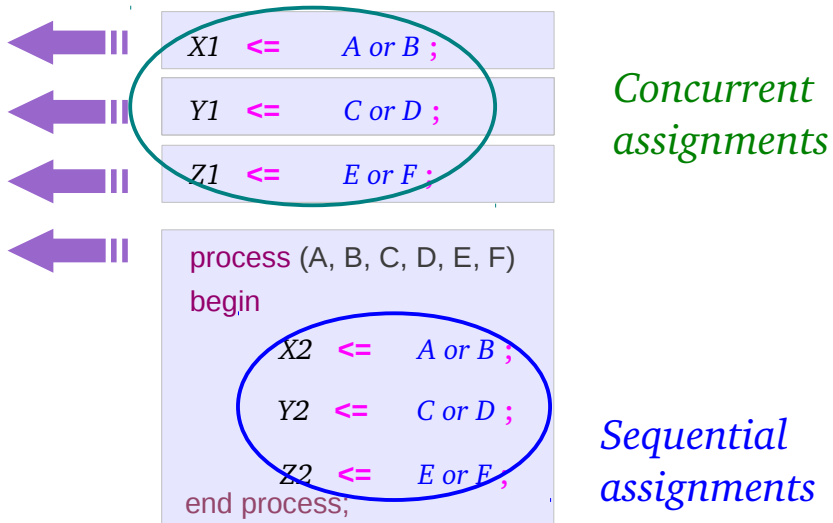 X1 <= A or B ;
Y1 <= C or D ;
Z1 <= E or F ;
Concurrent
assignments
process (A, B, C, D, E, F)
begin
X2 <= A or B ;
Y2 <= C or D ;
Z2 <= E or F ;
end process;
Sequential
assignments